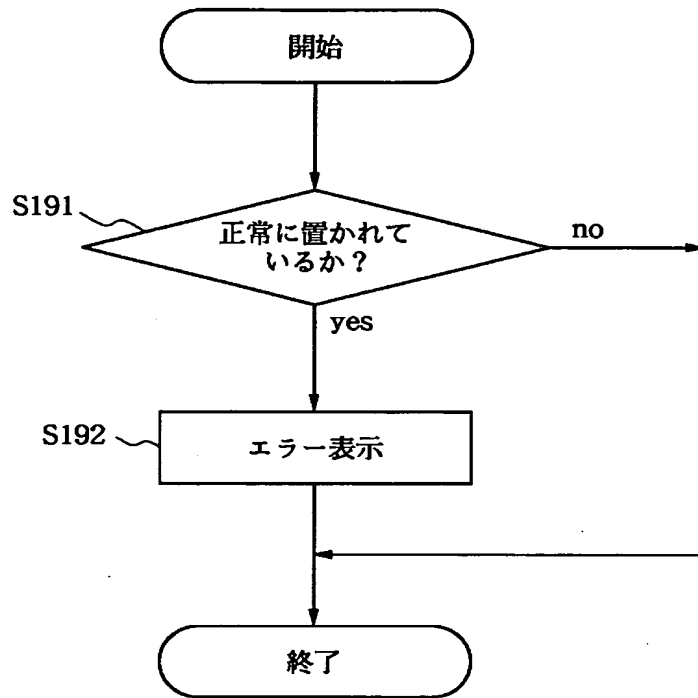 開始
S191
正常に置かれて
いるか？
no
yes
S192
エラー表示
終了